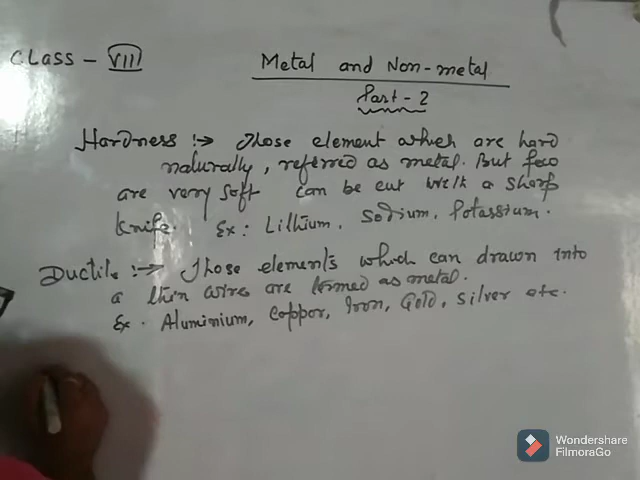 Class - VIII
Metal and Non-metal
Part - 2
Hardness :→ Those element which are hard
naturally, referred as metal. But few
are very soft can be cut with a sharp
knife. Ex: Lithium, Sodium, Potassium.
Ductile :→ Those elements which can drawn into
a thin wires are termed as metal.
Ex. Aluminium, Coppor, Iron, Gold, Silver etc.
Wondershare
FilmoraGo